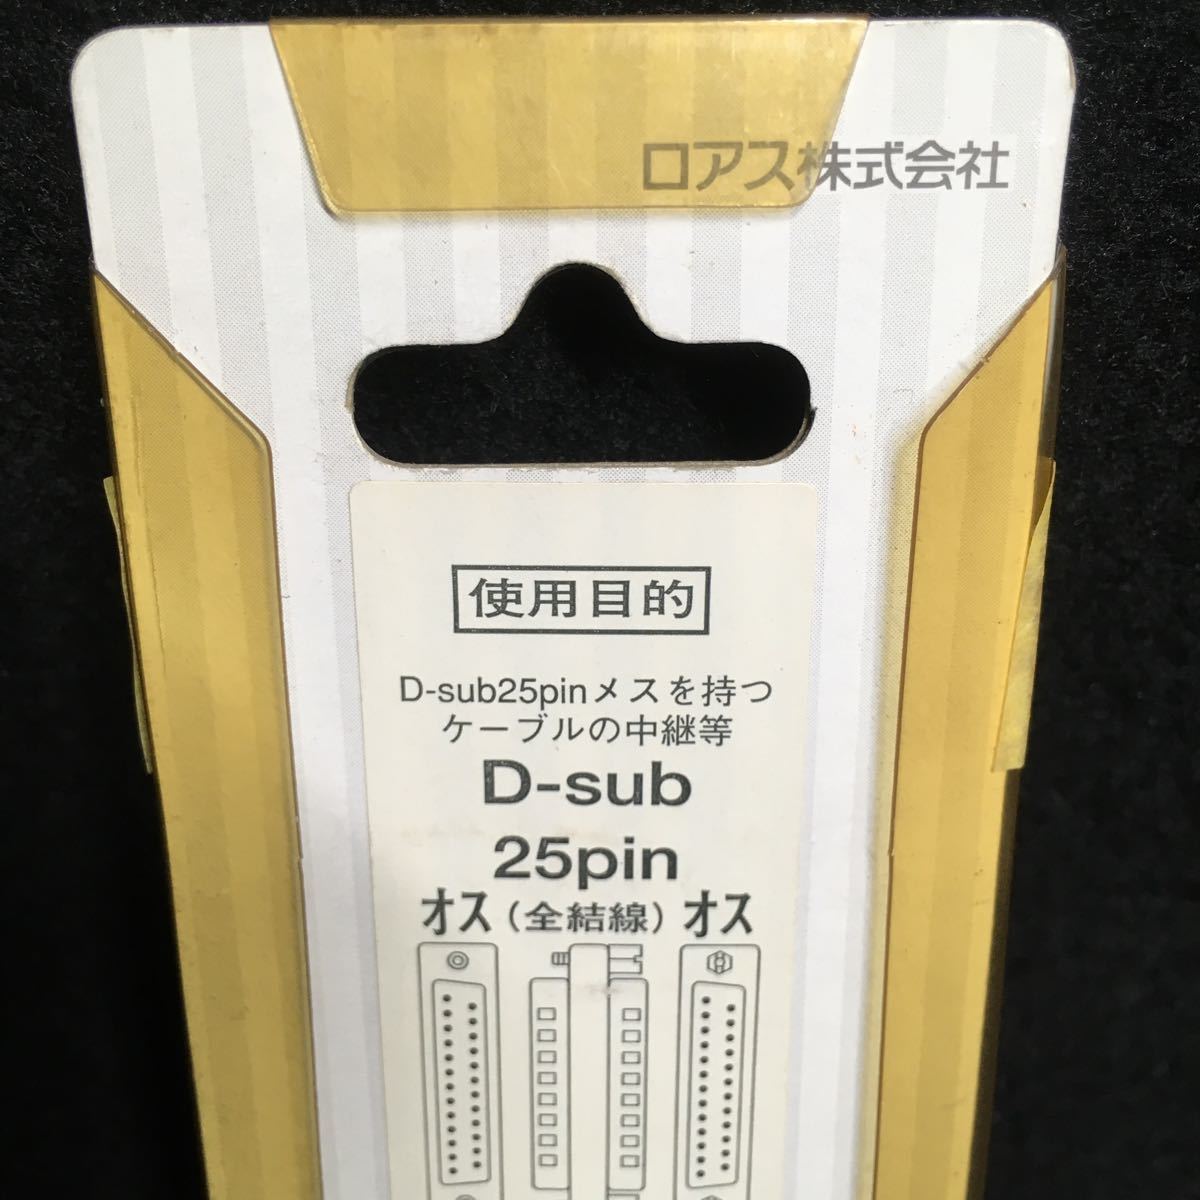 ロアス株式会社
使用目的
D-sub25pinメスを持つ
ケーブルの中継等
D-sub
25pin
オス（全結線）オス